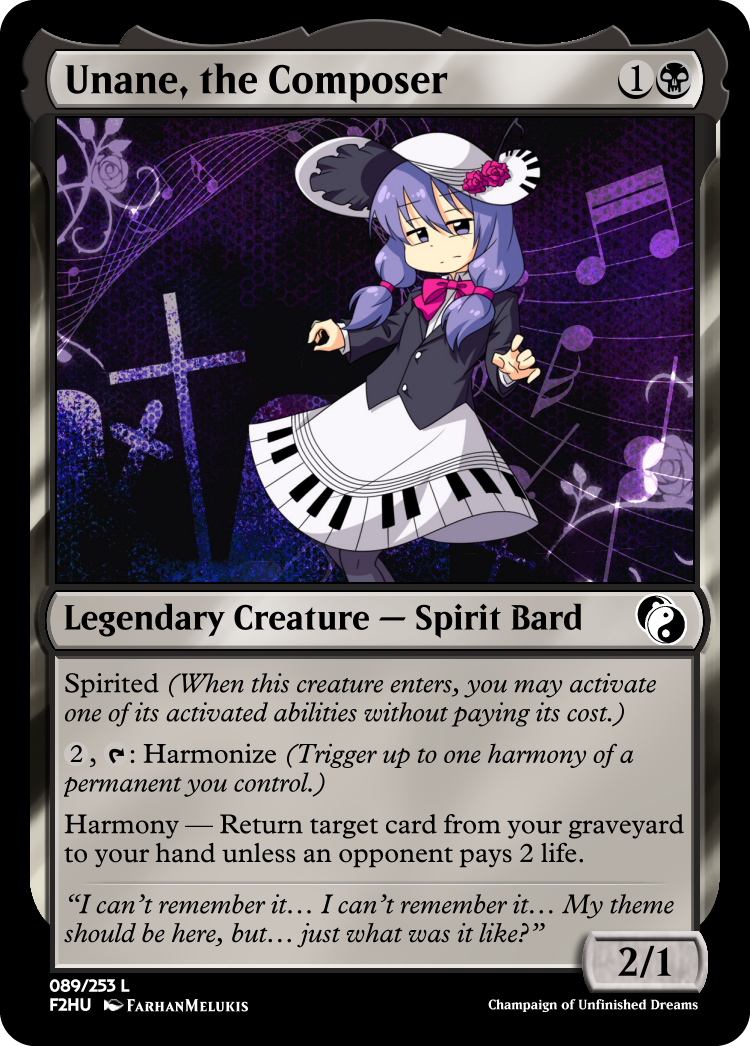 Unane, the Composer 1
Legendary Creature — Spirit Bard
Spirited (When this creature enters, you may activate
one of its activated abilities without paying its cost.)
2, : Harmonize (Trigger up to one harmony of a
permanent you control.)
Harmony — Return target card from your graveyard
to your hand unless an opponent pays 2 life.
“I can’t remember it… I can’t remember it… My theme
should be here, but… just what was it like?”
2/1
089/253 L
F2HU FarhanMelukis
Champaign of Unfinished Dreams